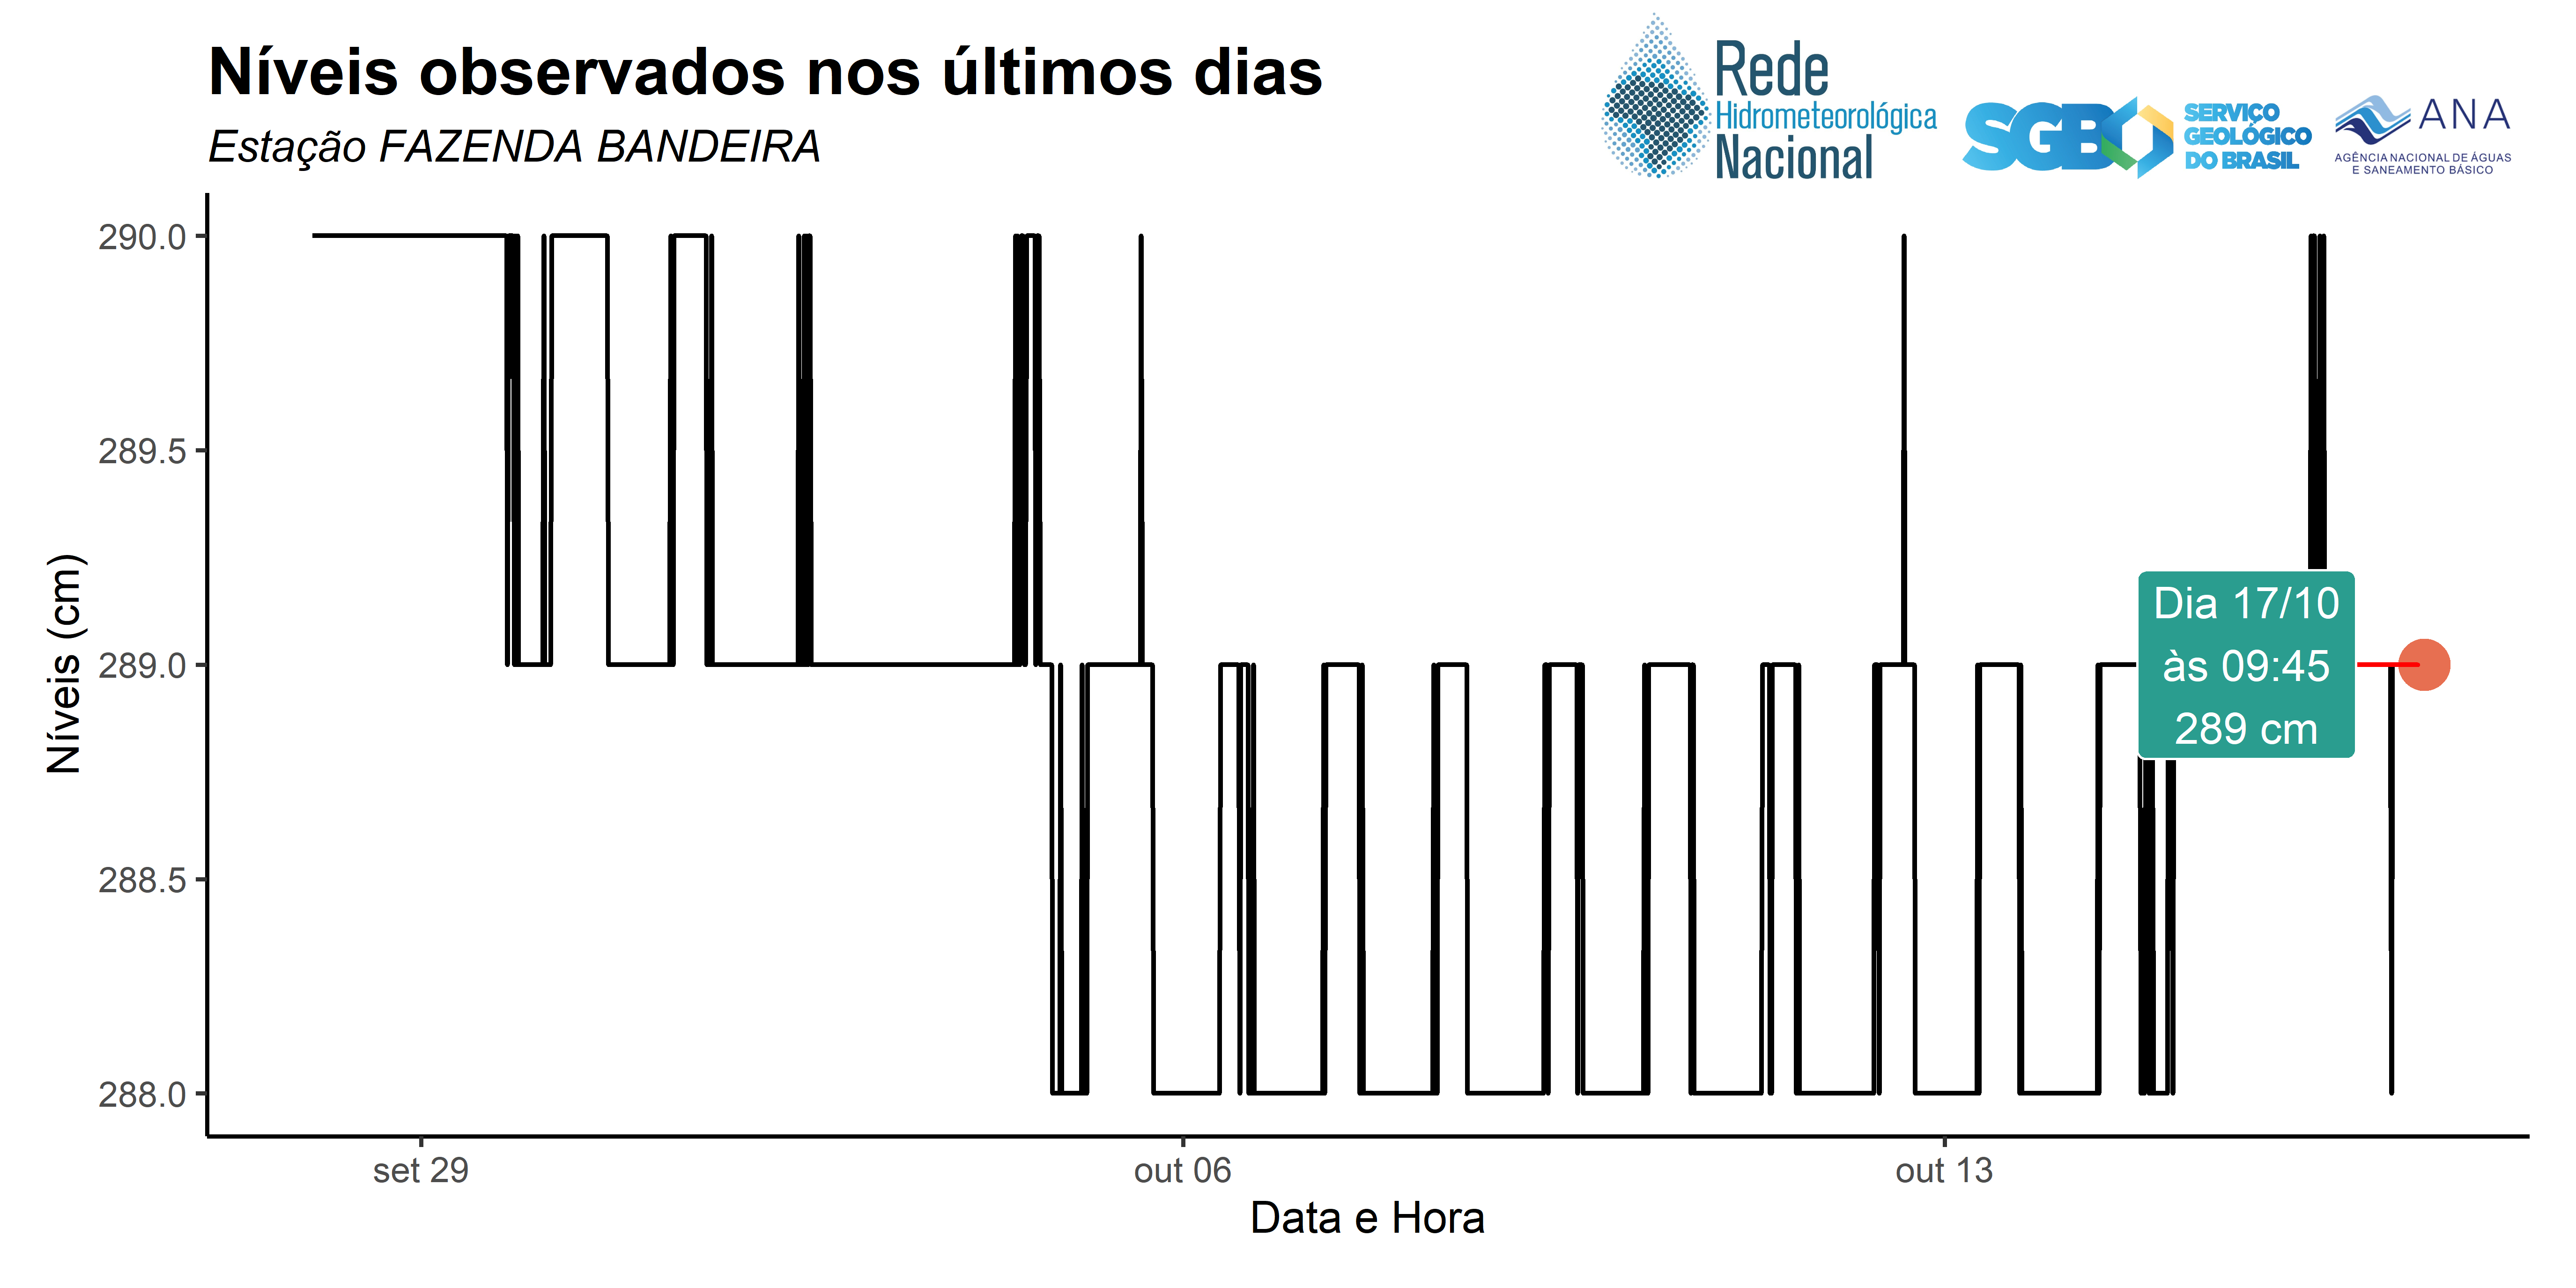 Níveis observados nos últimos dias
Estação FAZENDA BANDEIRA
Rede
Hidrometeorológica
Nacional
SGB
SERVIÇO
GEOLÓGICO
DO BRASIL
ANA
AGÊNCIA NACIONAL DE ÁGUAS
E SANEAMENTO BÁSICO
290.0
289.5
289.0
288.5
288.0
Níveis (cm)
Dia 17/10
às 09:45
289 cm
set 29
out 06
out 13
Data e Hora